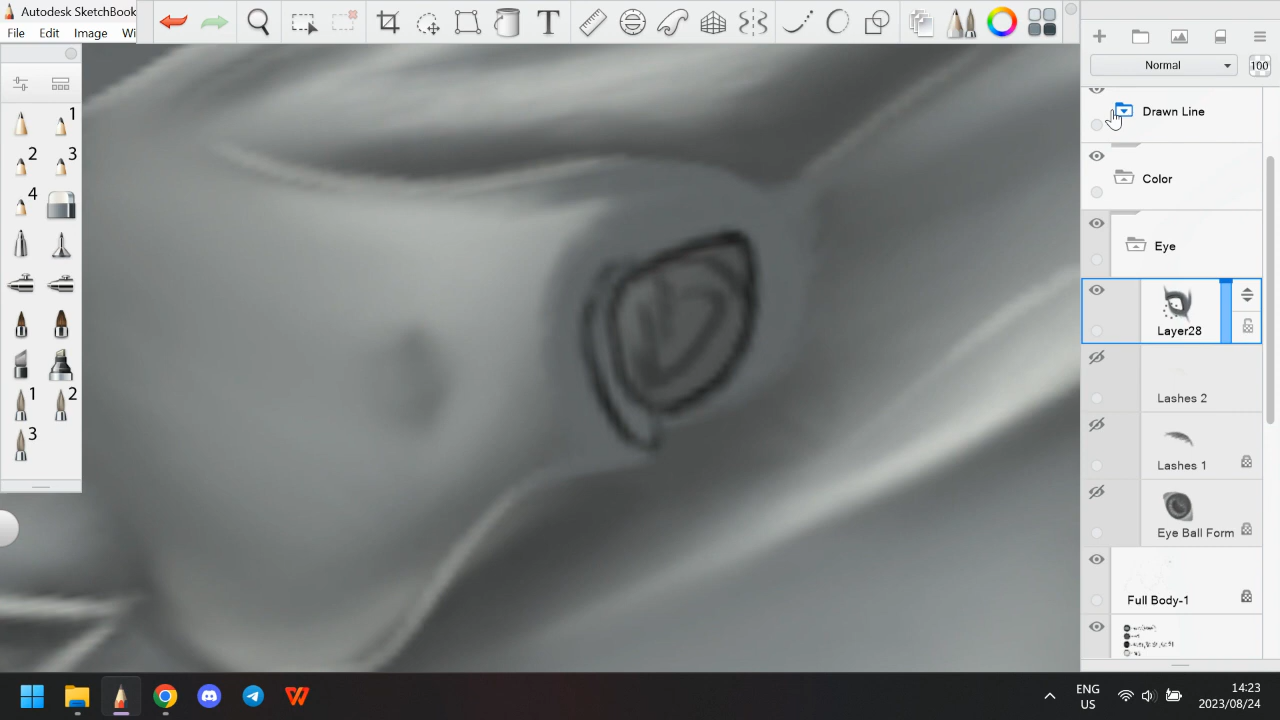 Autodesk SketchBook
File Edit Image Wi
1
2 3
4
1 2
3
Normal 100
Drawn Line
Color
Eye
Layer28
Lashes 2
Lashes 1
Eye Ball Form
Full Body-1
ENG
US
14:23
2023/08/24